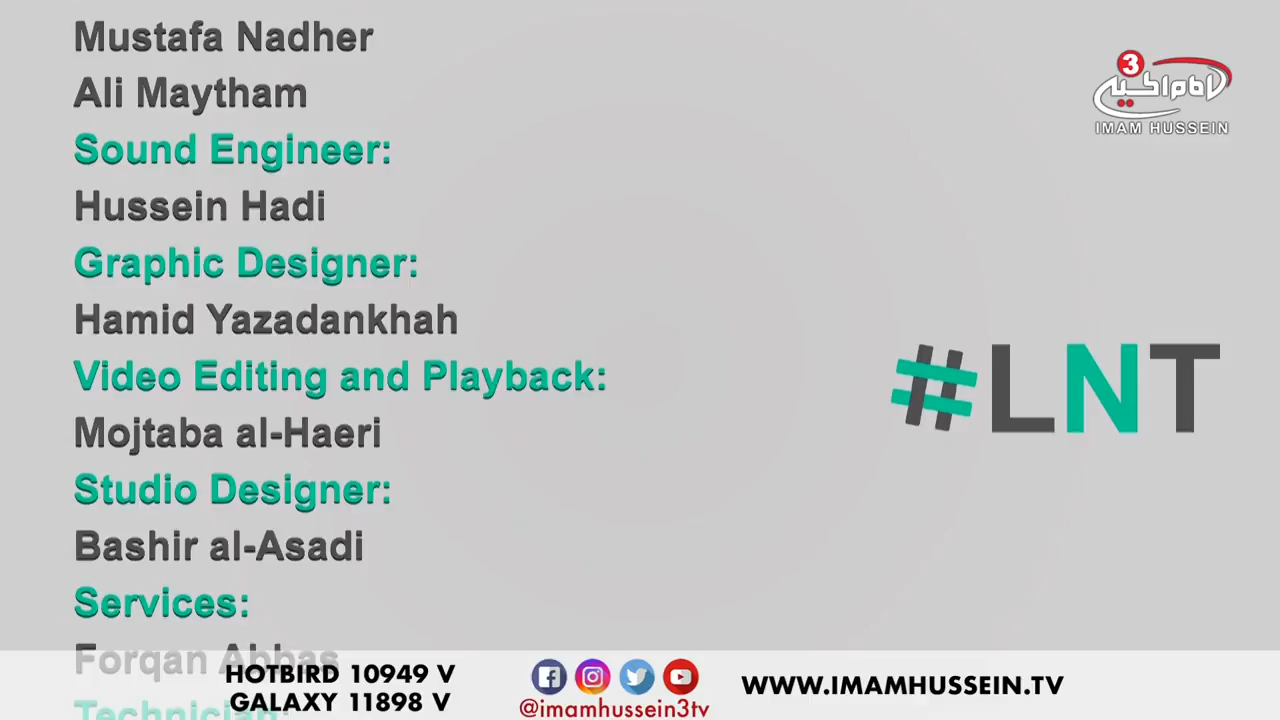 Mustafa Nadher
Ali Maytham
Sound Engineer:
Hussein Hadi
Graphic Designer:
Hamid Yazadankhah
Video Editing and Playback:
Mojtaba al-Haeri
Studio Designer:
Bashir al-Asadi
Services:
Forqan Abbas
Technician:
3
IMAM HUSSEIN
#LNT
HOTBIRD 10949 V
GALAXY 11898 V
@imamhussein3tv
WWW.IMAMHUSSEIN.TV